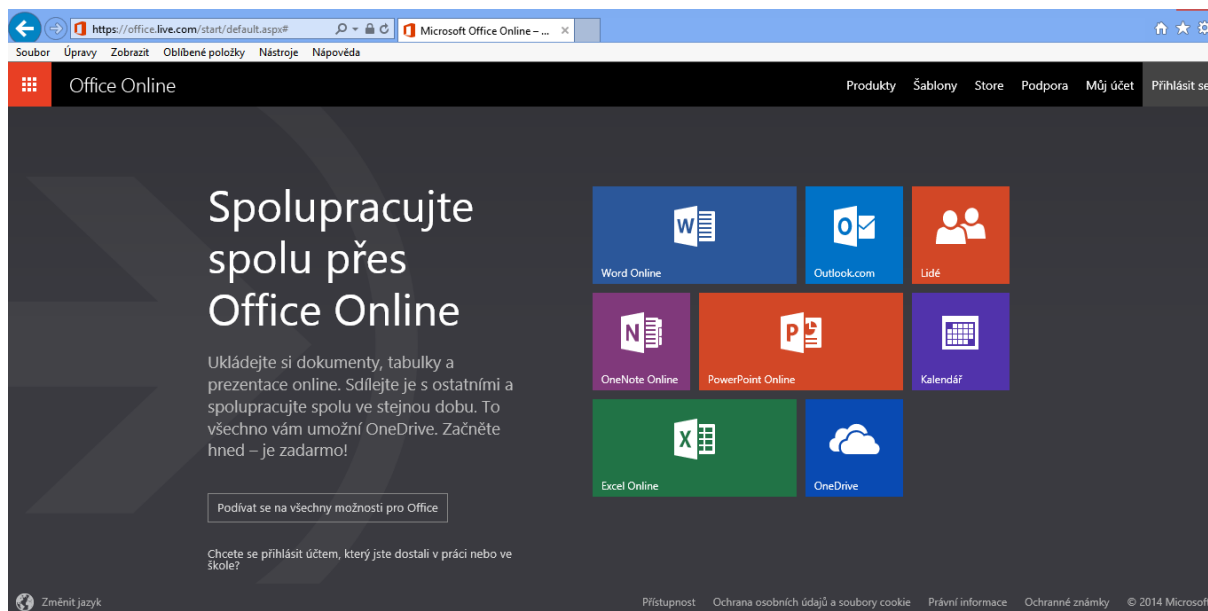 https://office.live.com/start/default.aspx#
Microsoft Office Online – ...
Soubor Úpravy Zobrazit Oblíbené položky Nástroje Nápověda
Office Online
Produkty Šablony Store Podpora Můj účet Přihlásit se
Spolupracujte
spolu přes
Office Online
Ukládejte si dokumenty, tabulky a
prezentace online. Sdílejte je s ostatními a
spolupracujte spolu ve stejnou dobu. To
všechno vám umožní OneDrive. Začněte
hned – je zadarmo!
Podívat se na všechny možnosti pro Office
Chcete se přihlásit účtem, který jste dostali v práci nebo ve
škole?
Word Online
Outlook.com
Lidé
OneNote Online
PowerPoint Online
Kalendář
Excel Online
OneDrive
Změnit jazyk
Přístupnost Ochrana osobních údajů a soubory cookie Právní informace Ochranné známky © 2014 Microsoft